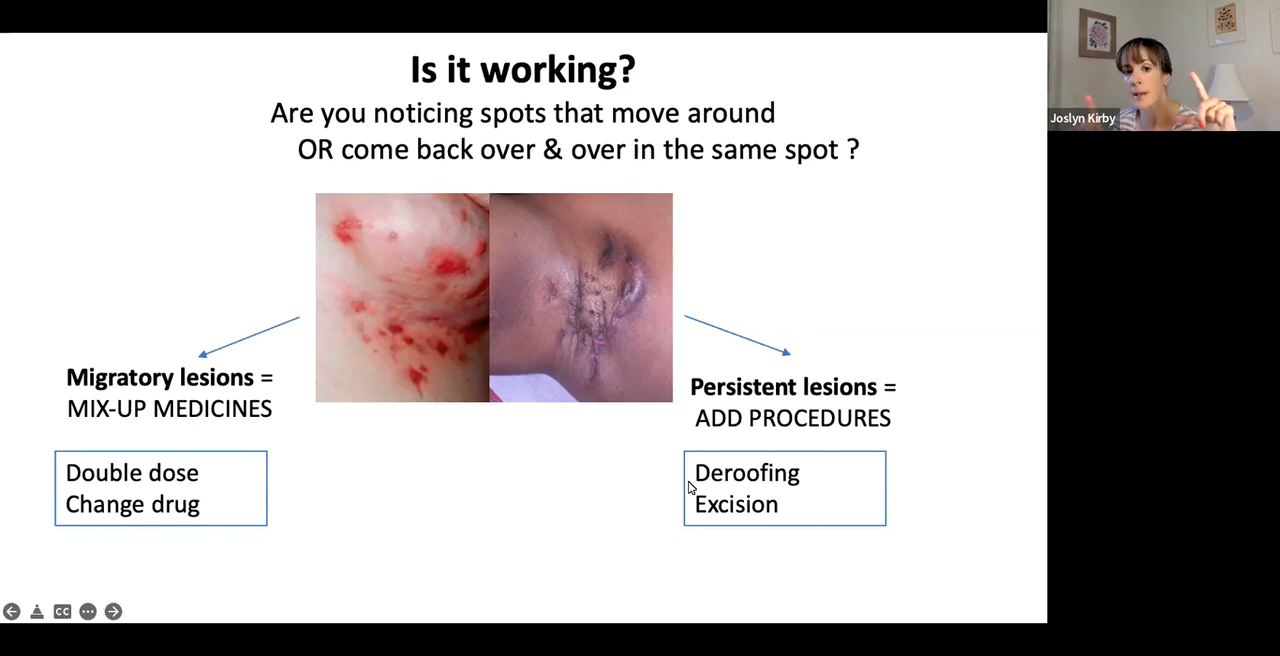 Is it working?
Are you noticing spots that move around
OR come back over & over in the same spot ?
Migratory lesions =
MIX-UP MEDICINES
Double dose
Change drug
Persistent lesions =
ADD PROCEDURES
Deroofing
Excision
Joslyn Kirby
CC